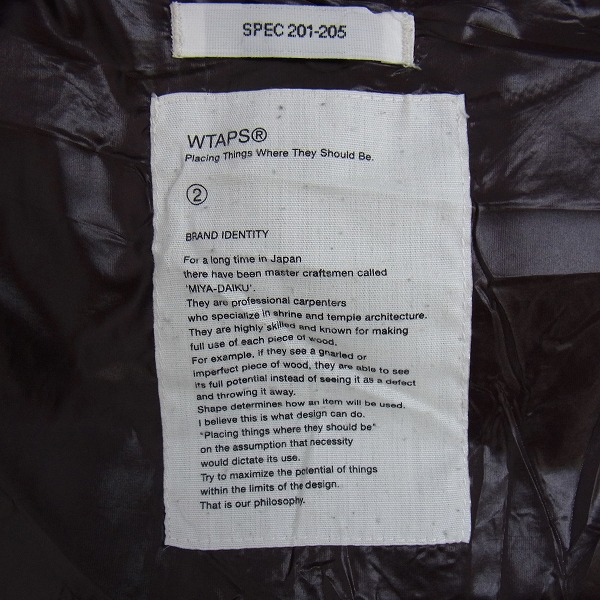 SPEC 201-205
WTAPS®
Placing Things Where They Should Be.
②
BRAND IDENTITY
For a long time in Japan
there have been master craftsmen called
'MIYA-DAIKU'.
They are professional carpenters
who specialize in shrine and temple architecture.
They are highly skilled and known for making
full use of each piece of wood.
For example, if they see a gnarled or
imperfect piece of wood, they are able to see
its full potential instead of seeing it as a defect
and throwing it away.
Shape determines how an item will be used.
I believe this is what design can do.
"Placing things where they should be"
on the assumption that necessity
would dictate its use.
Try to maximize the potential of things
within the limits of the design.
That is our philosophy.